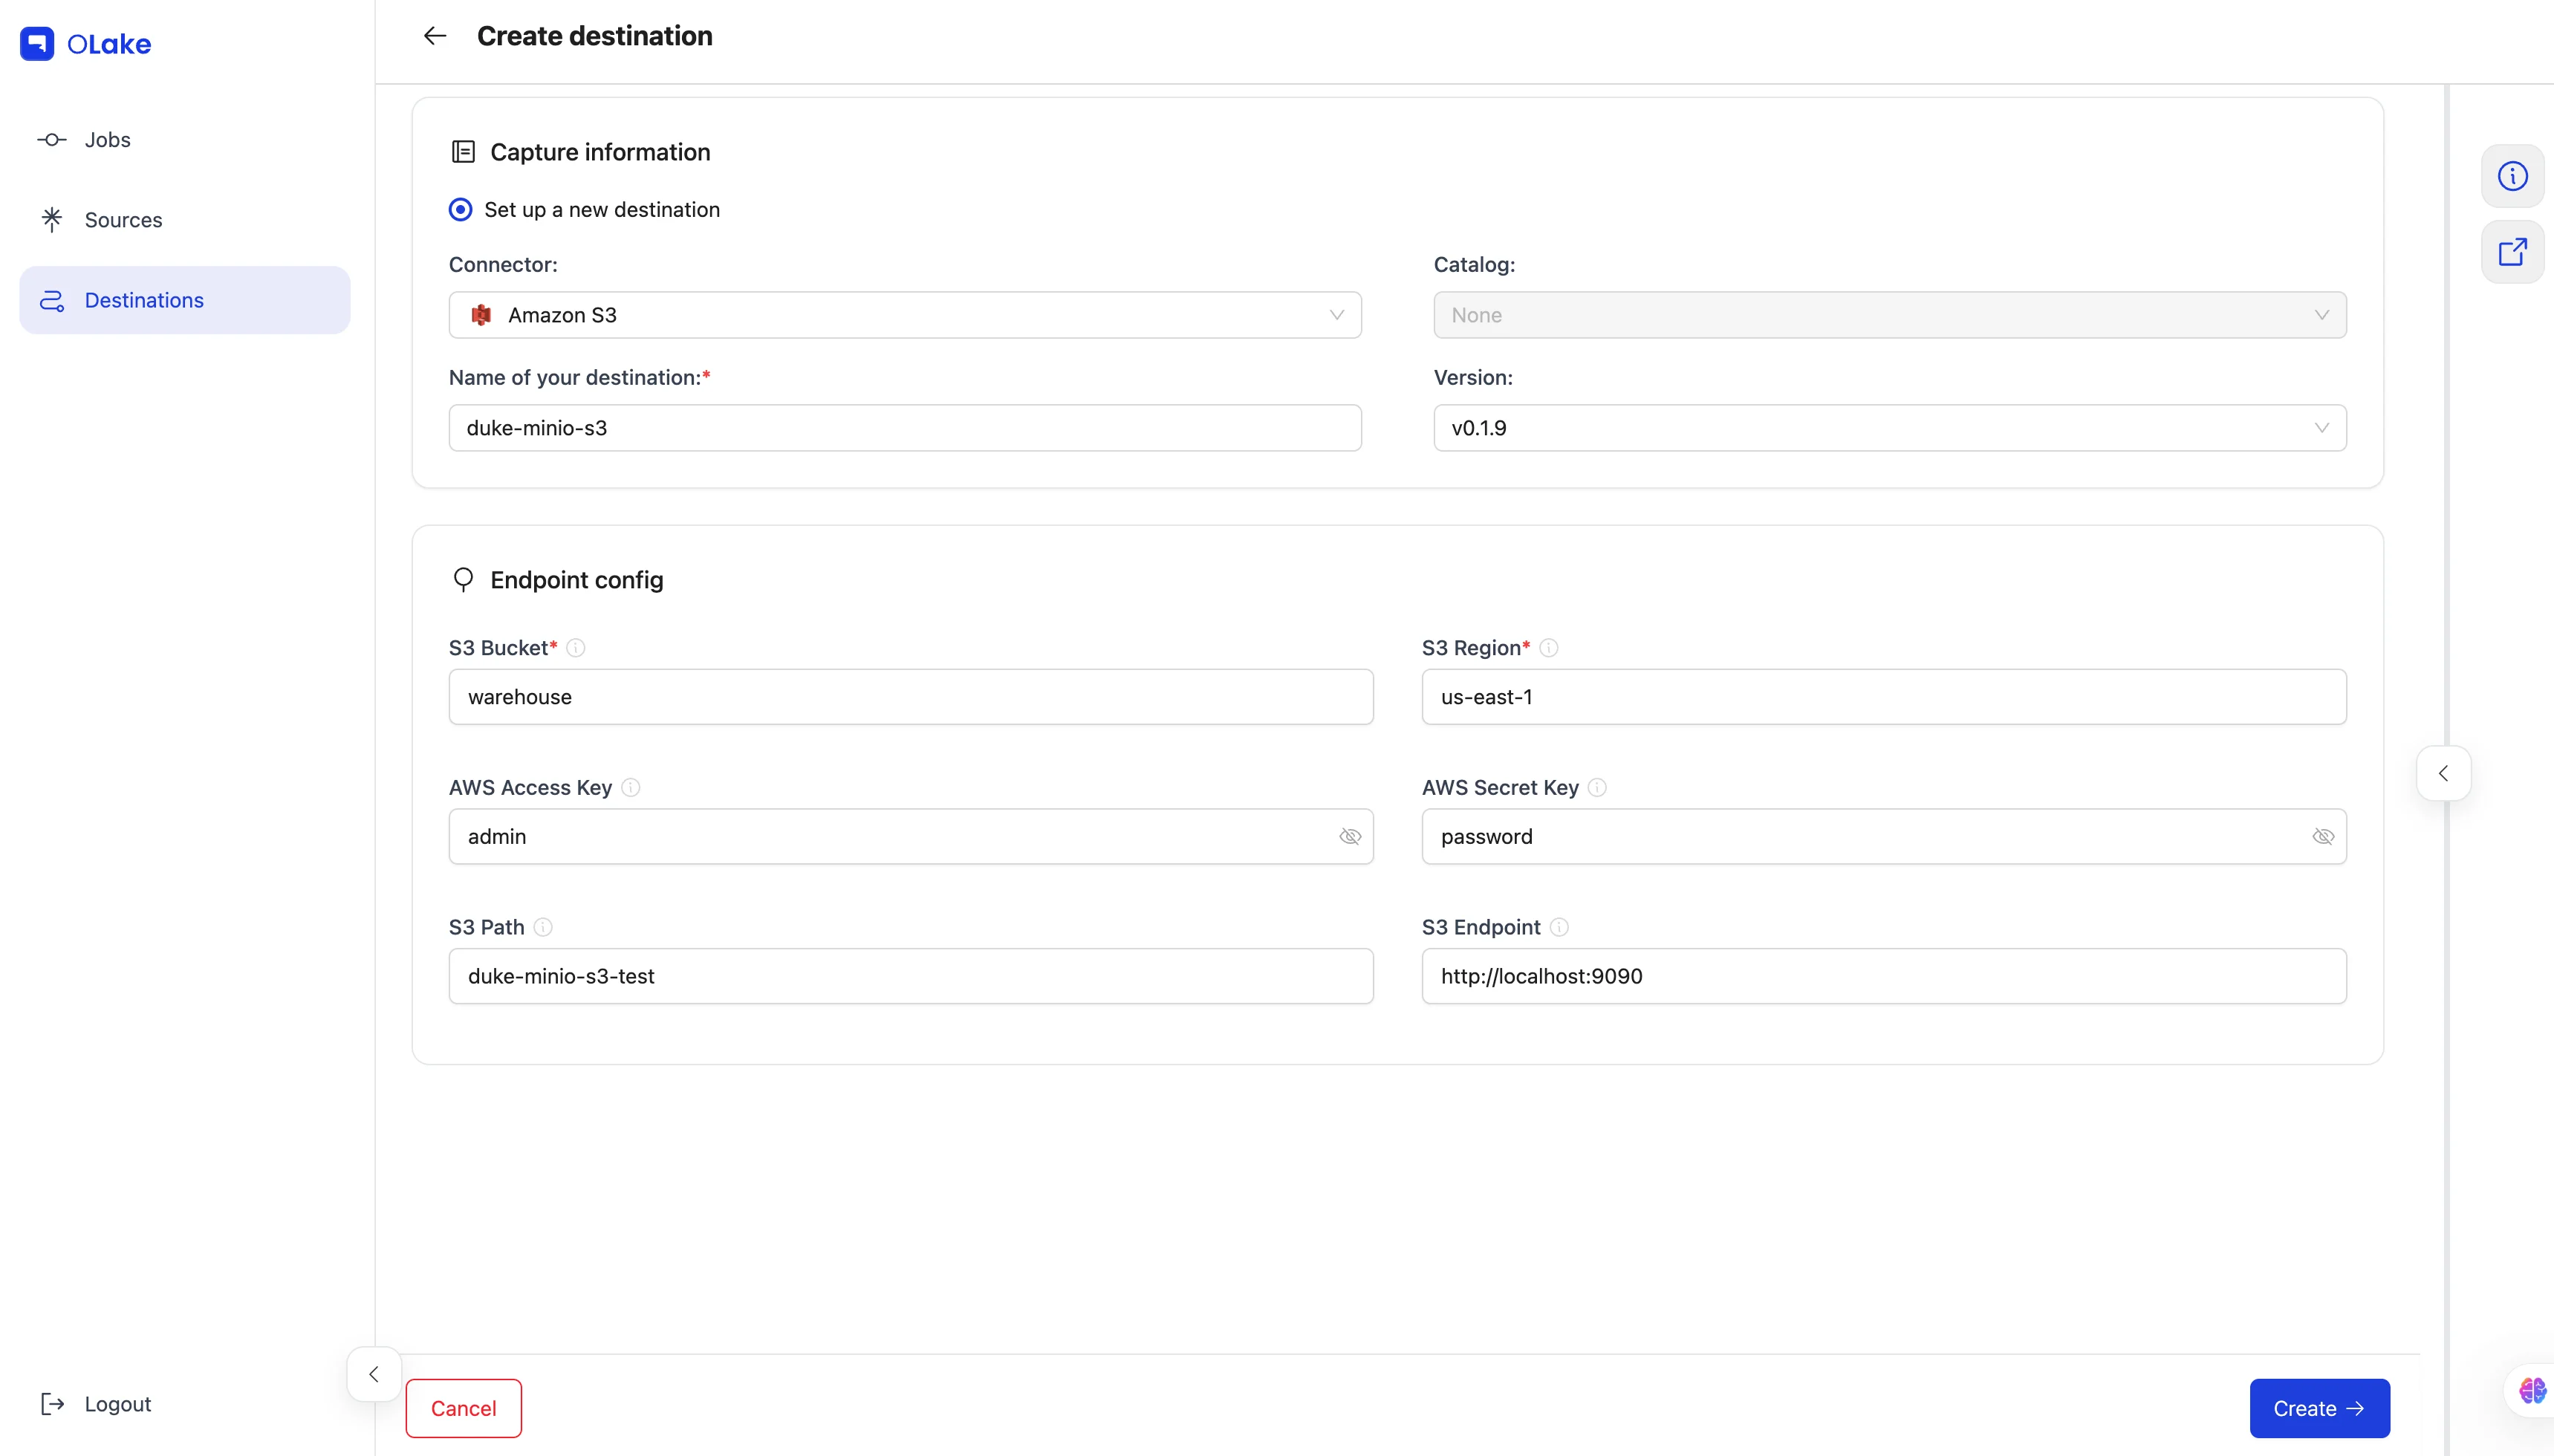 OLake
Create destination
Jobs
Sources
Destinations
Capture information
Set up a new destination
Connector:
Catalog:
Amazon S3
None
Name of your destination:*
Version:
duke-minio-s3
v0.1.9
Endpoint config
S3 Bucket*
S3 Region*
warehouse
us-east-1
AWS Access Key
AWS Secret Key
admin
password
S3 Path
S3 Endpoint
duke-minio-s3-test
http://localhost:9090
Logout
Cancel
Create